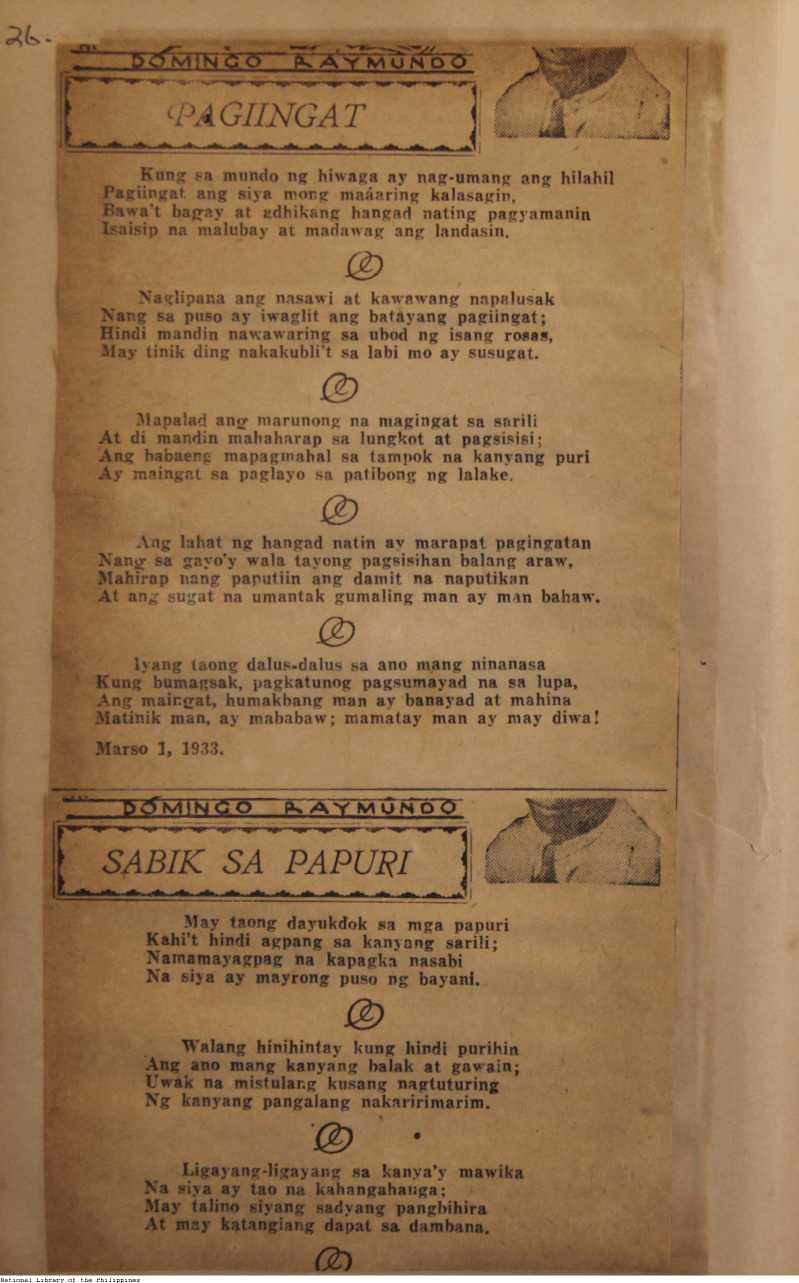 26.
DOMINGO RAYMUNDO
PAGIINGAT
Kung sa mundo ng hiwaga ay nag-umang ang hilahil
Pagiingat ang siya mong maáaring kalasagin,
Bawa't bagay at adhikang hangad nating pagyamanin
Isaisip na malubay at madawag ang landasin.
Naglipana ang nasawi at kawawang napalusak
Nang sa puso ay iwaglit ang batayang pagiingat;
Hindi mandin nawawaring sa ubod ng isang rosas,
May tinik ding nakakubli't sa labi mo ay susugat.
Mapalad ang marunong na magingat sa sarili
At di mandin mahaharap sa lungkot at pagsisisi;
Ang babaeng mapagmahal sa tampok na kanyang puri
Ay maingat sa paglayo sa patibong ng lalake.
Ang lahat ng hangad natin ay marapat pagingatan
Nang sa gayo'y wala tayong pagsisihan balang araw,
Mahirap nang paputiin ang damit na naputikan
At ang sugat na umantak gumaling man ay man bahaw.
Iyang taong dalus-dalus sa ano mang ninanasa
Kung bumagsak, pagkatunog pagsumayad na sa lupa,
Ang maingat, humakbang man ay banayad at mahina
Matinik man, ay mababaw; mamatay man ay may diwa!
Marso 1, 1933.
DOMINGO RAYMUNDO
SABIK SA PAPURI
May taong dayukdok sa mga papuri
Kahi't hindi agpang sa kanyang sarili;
Namamayagpag na kapagka nasabi
Na siya ay mayrong puso ng bayani.
Walang hinihintay kung hindi purihin
Ang ano mang kanyang balak at gawain;
Uwak na mistulang kusang nagtuturing
Ng kanyang pangalang nakaririmarim.
Ligayang-ligayang sa kanya'y mawika
Na siya ay tao na kahangahanga;
May talino siyang sadyang pangbihira
At may katangiang dapat sa dambana.
National Library of the Philippines